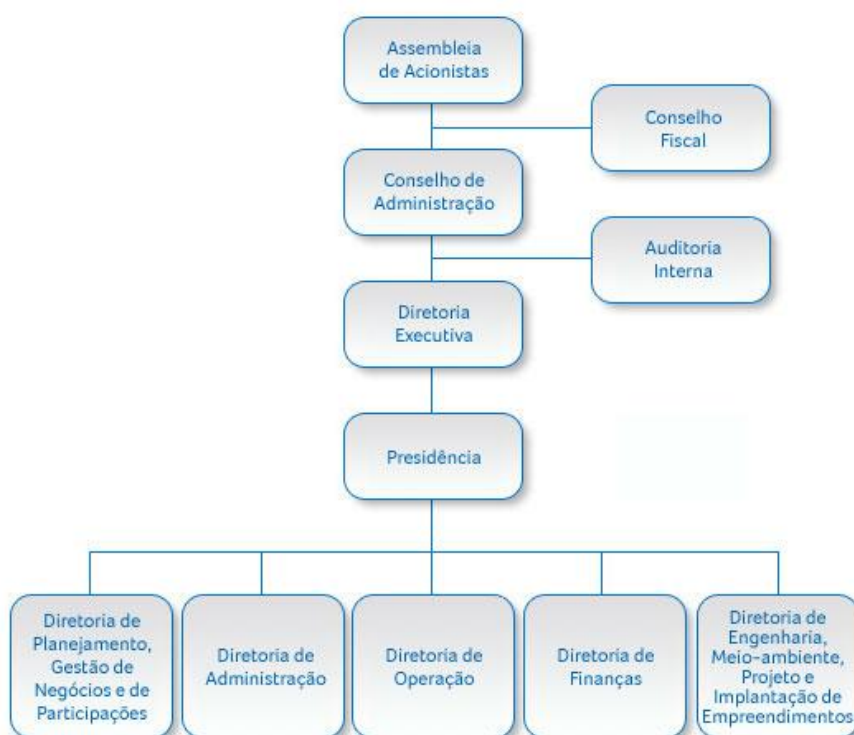 Assembleia
de Acionistas
Conselho
Fiscal
Conselho de
Administração
Auditoria
Interna
Diretoria
Executiva
Presidência
Diretoria de
Planejamento,
Gestão de
Negócios e de
Participações
Diretoria de
Administração
Diretoria de
Operação
Diretoria de
Finanças
Diretoria de
Engenharia,
Meio-ambiente,
Projeto e
Implantação de
Empreendimentos